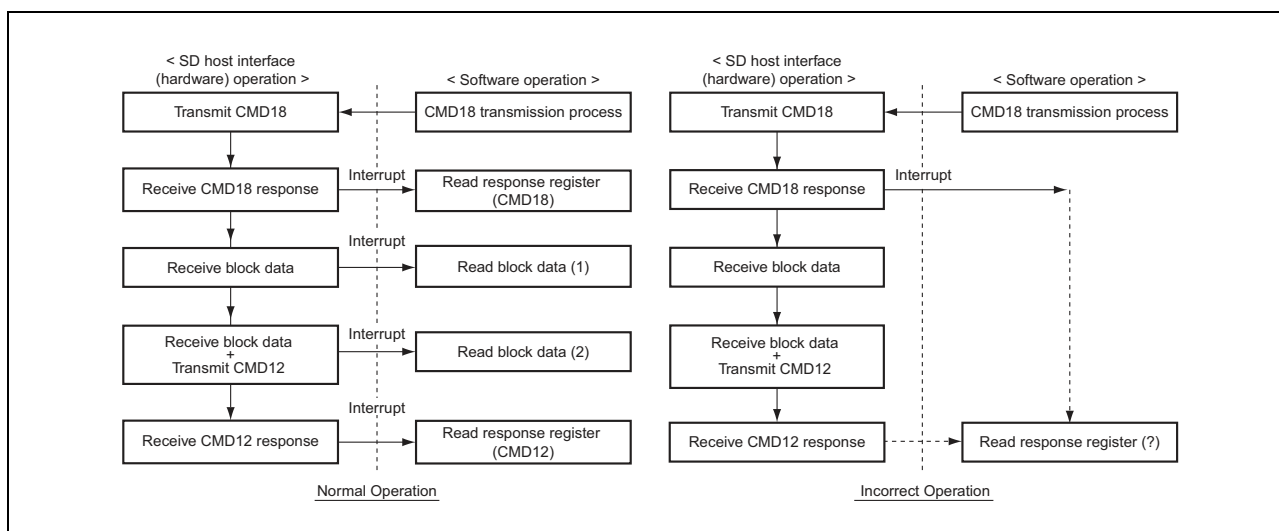 < SD host interface
(hardware) operation >
< Software operation >
Transmit CMD18
CMD18 transmission process
Receive CMD18 response
Interrupt
Read response register
(CMD18)
Receive block data
Interrupt
Read block data (1)
Receive block data
+
Transmit CMD12
Interrupt
Read block data (2)
Receive CMD12 response
Interrupt
Read response register
(CMD12)
Normal Operation
< SD host interface
(hardware) operation >
< Software operation >
Transmit CMD18
CMD18 transmission process
Receive CMD18 response
Interrupt
Receive block data
Receive block data
+
Transmit CMD12
Receive CMD12 response
Read response register (?)
Incorrect Operation